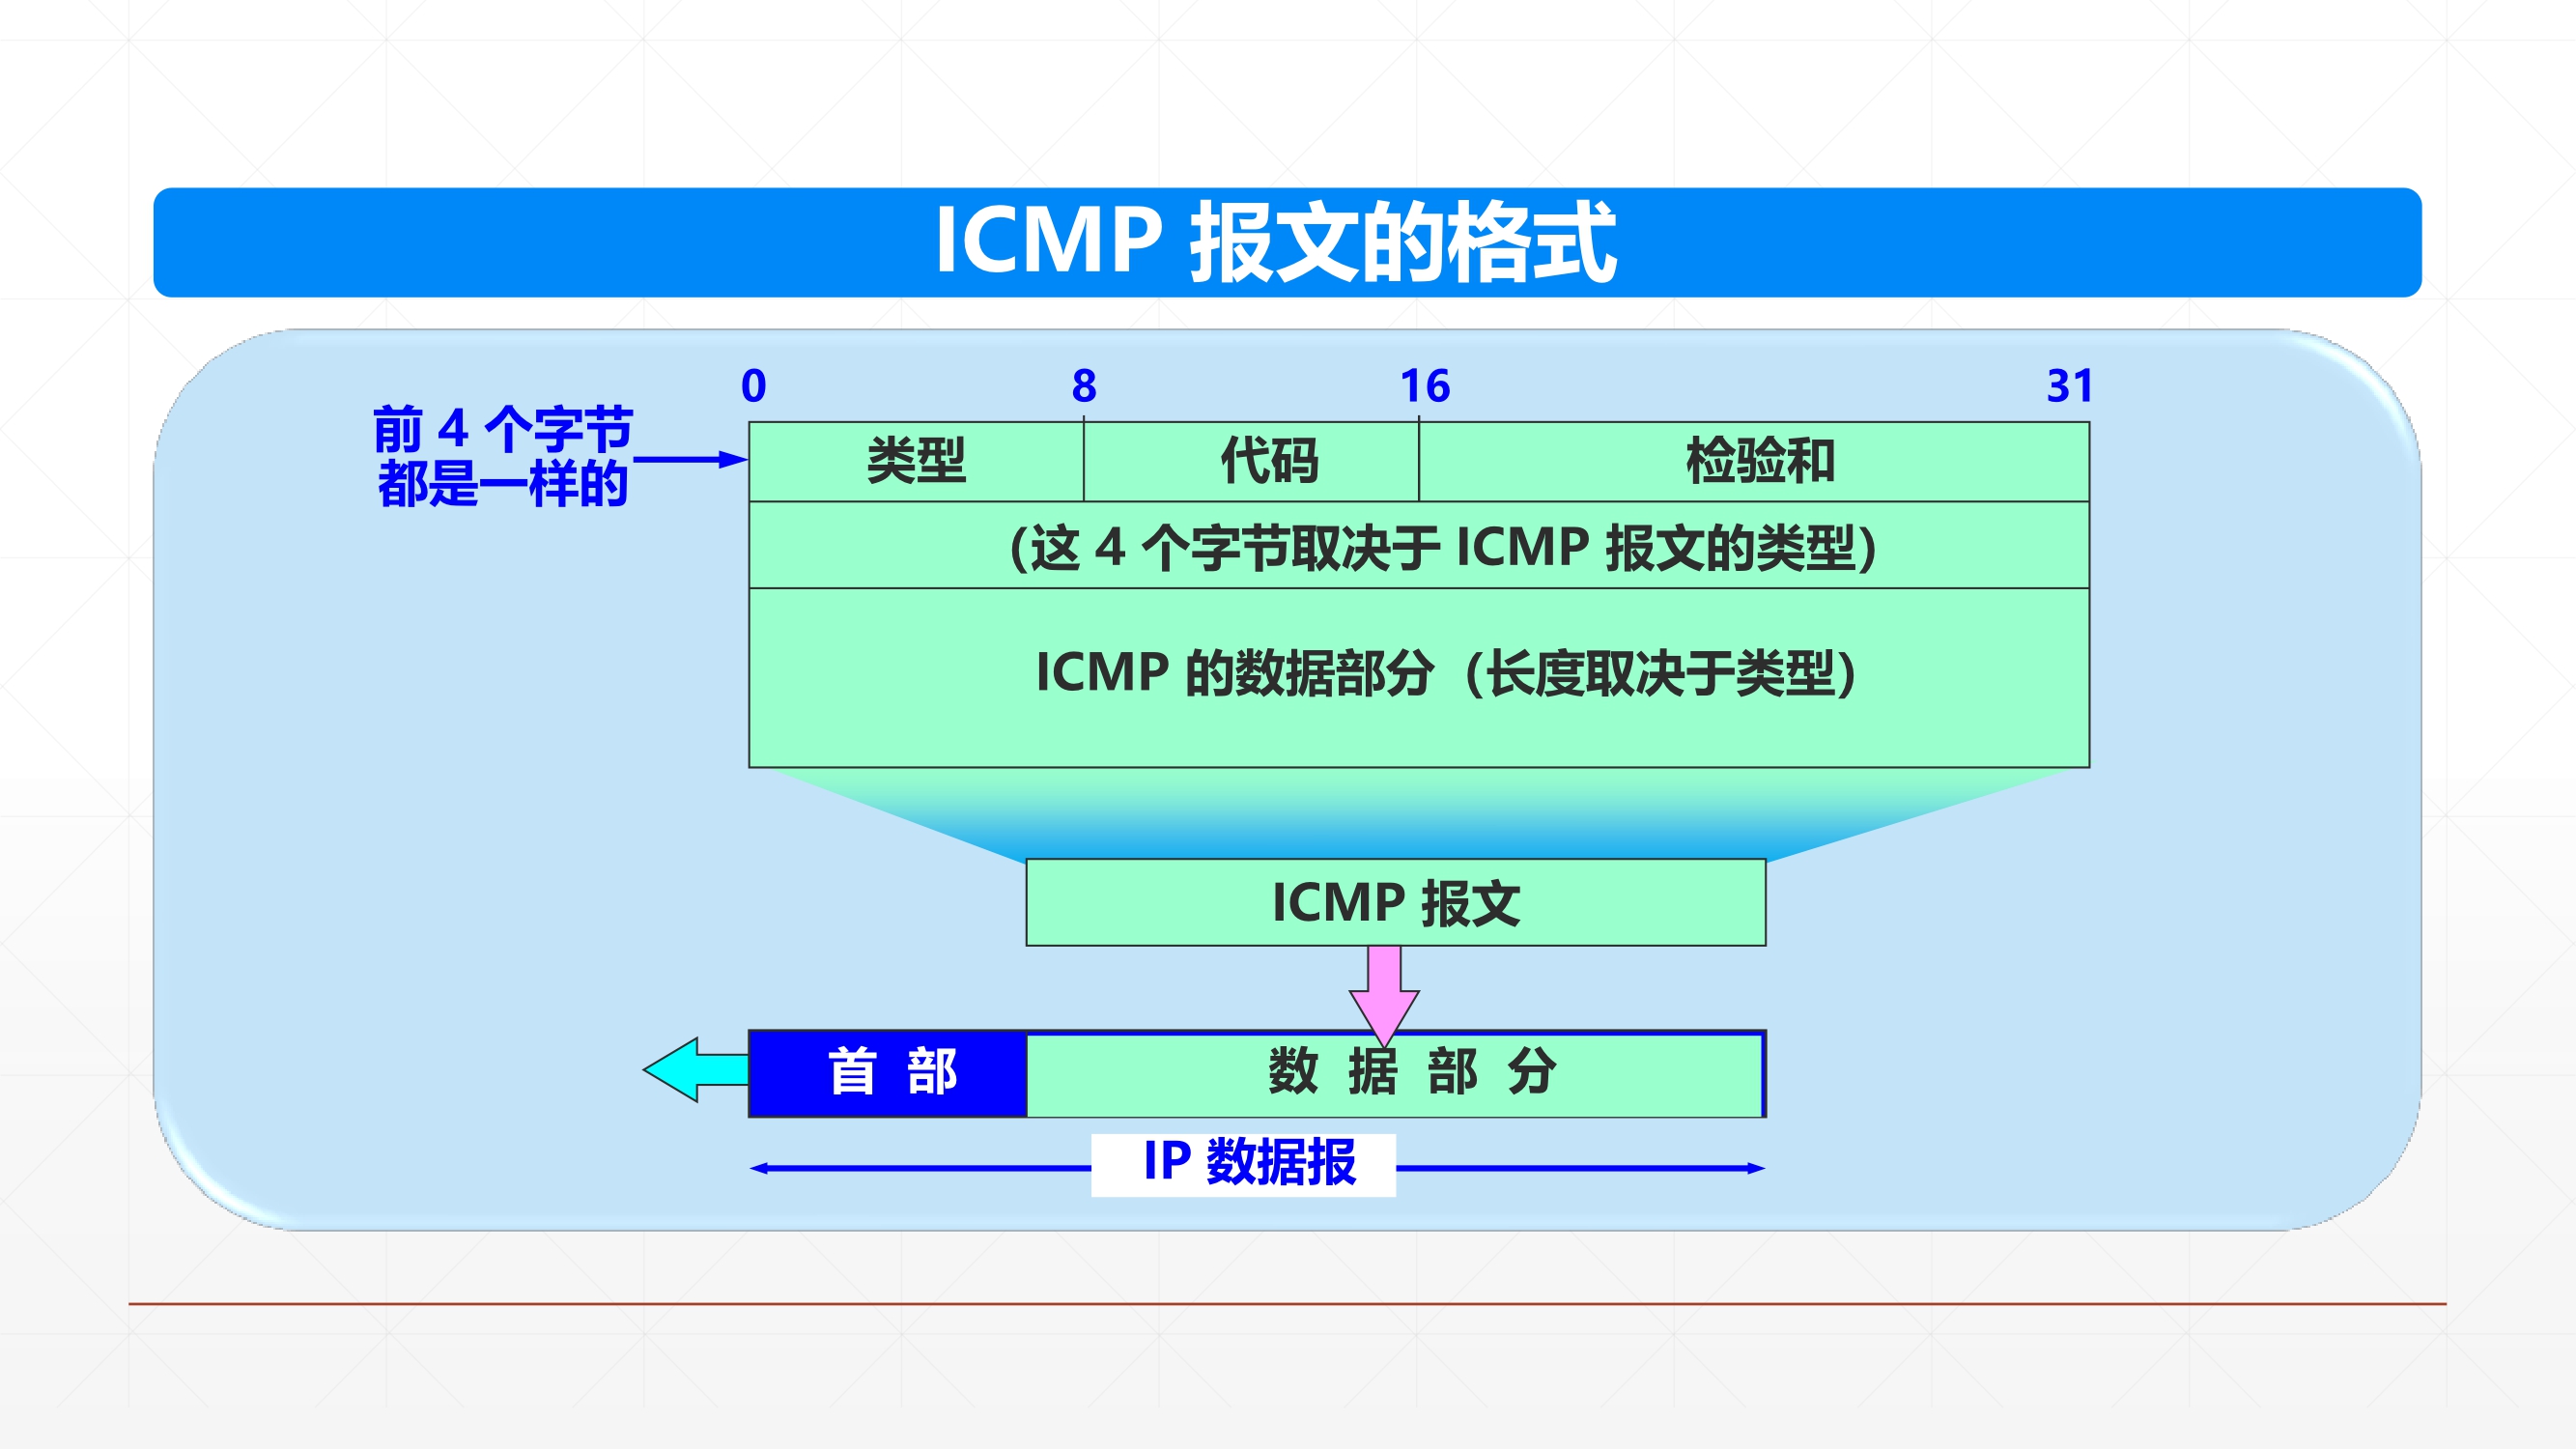 ICMP 报文的格式
0 8 16 31
前 4 个字节
都是一样的
类型 代码 检验和
（这 4 个字节取决于 ICMP 报文的类型）
ICMP 的数据部分（长度取决于类型）
ICMP 报文
首 部 数 据 部 分
IP 数据报